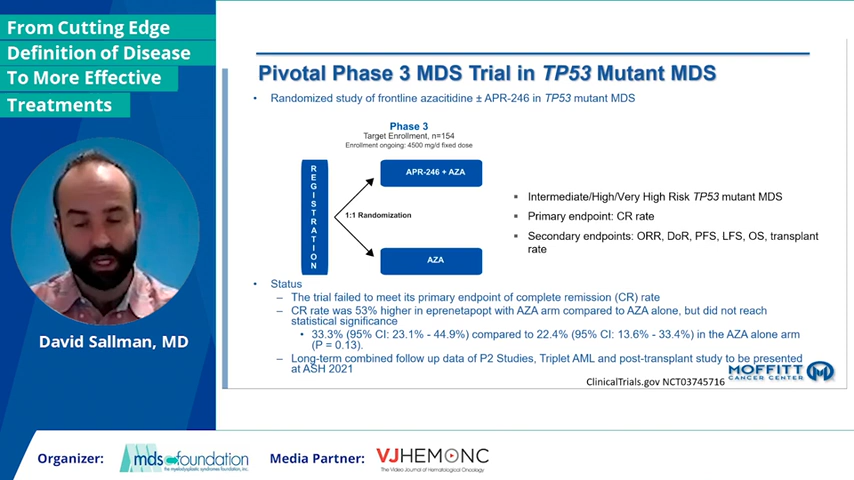 From Cutting Edge
Definition of Disease
To More Effective
Treatments
David Sallman, MD
Pivotal Phase 3 MDS Trial in TP53 Mutant MDS
• Randomized study of frontline azacitidine ± APR-246 in TP53 mutant MDS
Phase 3
Target Enrollment, n=154
Enrollment ongoing: 4500 mg/d fixed dose
REGISTRATION
APR-246 + AZA
1:1 Randomization
AZA
▪ Intermediate/High/Very High Risk TP53 mutant MDS
▪ Primary endpoint: CR rate
▪ Secondary endpoints: ORR, DoR, PFS, LFS, OS, transplant
rate
• Status
– The trial failed to meet its primary endpoint of complete remission (CR) rate
– CR rate was 53% higher in eprenetapopt with AZA arm compared to AZA alone, but did not reach
statistical significance
• 33.3% (95% CI: 23.1% - 44.9%) compared to 22.4% (95% CI: 13.6% - 33.4%) in the AZA alone arm
(P = 0.13).
– Long-term combined follow up data of P2 Studies, Triplet AML and post-transplant study to be presented
at ASH 2021
MOFFITT
CANCER CENTER
ClinicalTrials.gov NCT03745716
Organizer:
mds foundation
the myelodysplastic syndromes foundation, inc.
Media Partner:
VJHEMONC
The Video Journal of Hematological Oncology